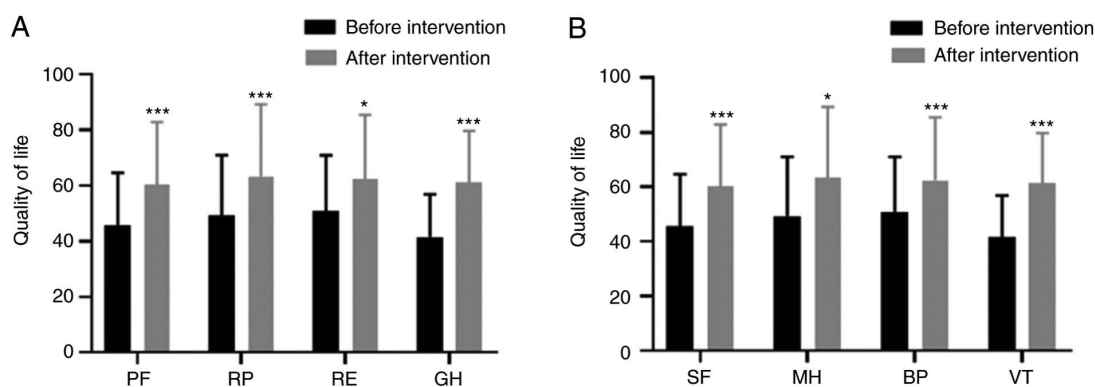 A
Before intervention
After intervention
Quality of life
100
80
60
40
20
0
***
***
*
***
PF
RP
RE
GH
B
Before intervention
After intervention
Quality of life
100
80
60
40
20
0
***
*
***
***
SF
MH
BP
VT